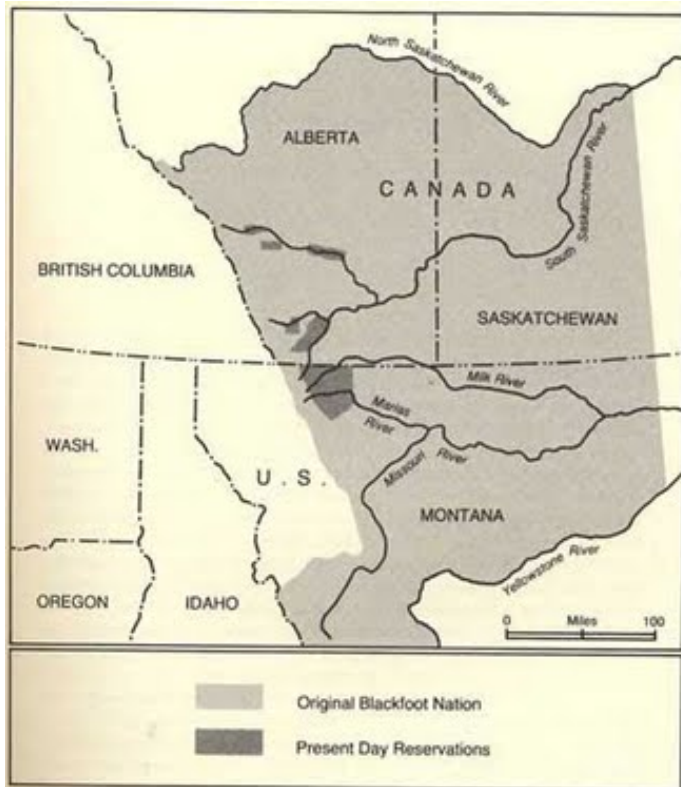 North Saskatchewan River
ALBERTA
CANADA
South Saskatchewan River
BRITISH COLUMBIA
SASKATCHEWAN
Milk River
Marias
River
WASH.
Missouri River
U.S.
MONTANA
Yellowstone River
OREGON
IDAHO
0 Miles 100
Original Blackfoot Nation
Present Day Reservations